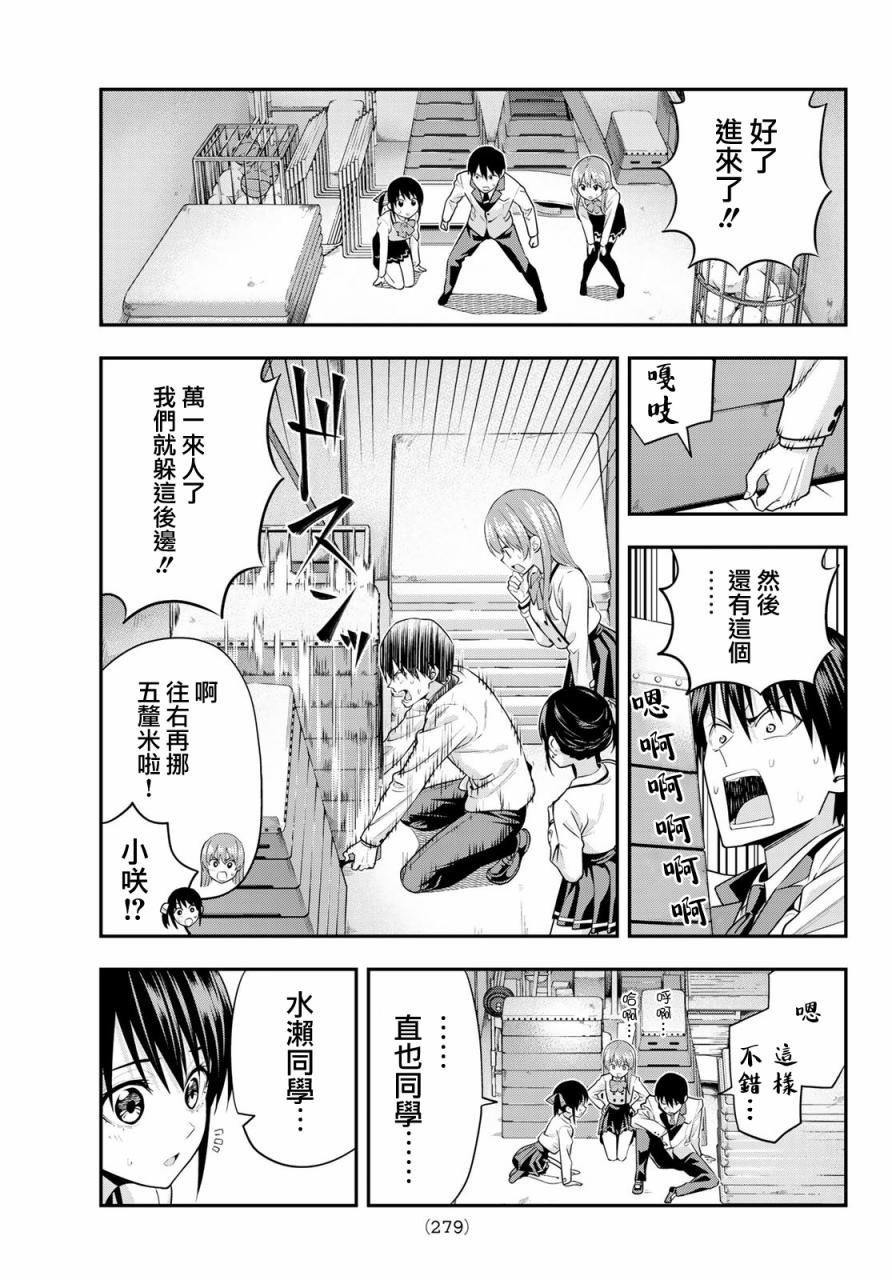 好了
進來了!!
嘎吱
然後
還有這個
……
嗯啊啊啊啊啊
萬一來人了
我們就躲這後邊!!
ドスンッ
啊
往右再挪
五釐米啦！
小咲!?
嗯
這樣
不錯…
呼啊…
哈啊…
……
直也同學……
水瀨同學…
(279)